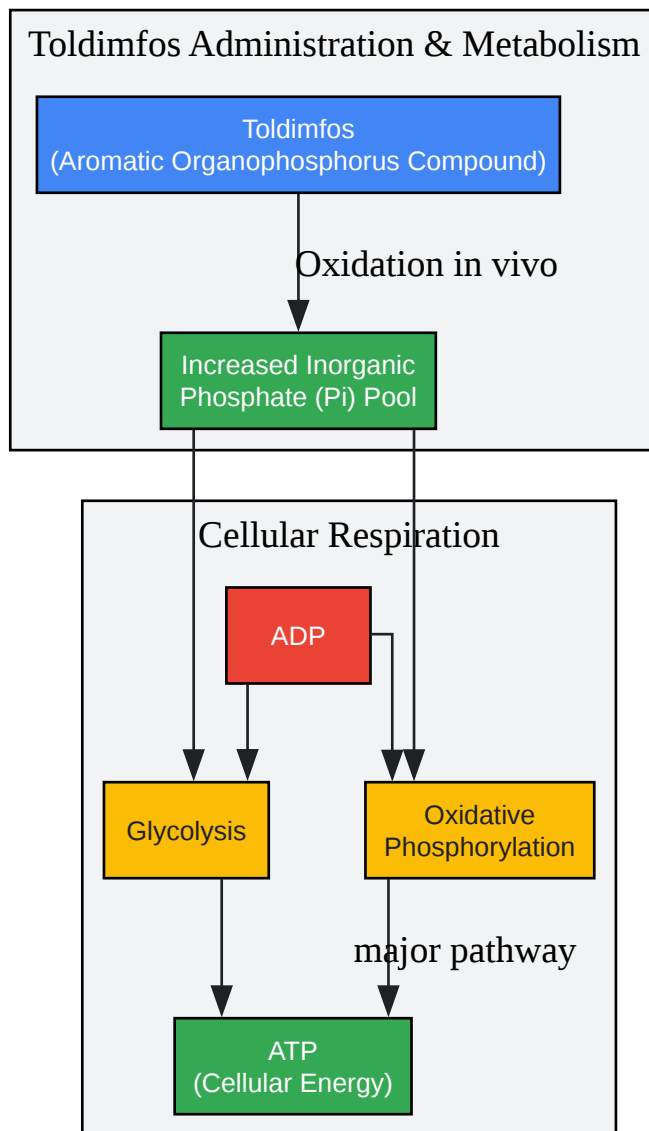 Toldimfos Administration & Metabolism
Toldimfos
(Aromatic Organophosphorus Compound)
Oxidation in vivo
Increased Inorganic
Phosphate (Pi) Pool
Cellular Respiration
ADP
Glycolysis
Oxidative
Phosphorylation
major pathway
ATP
(Cellular Energy)